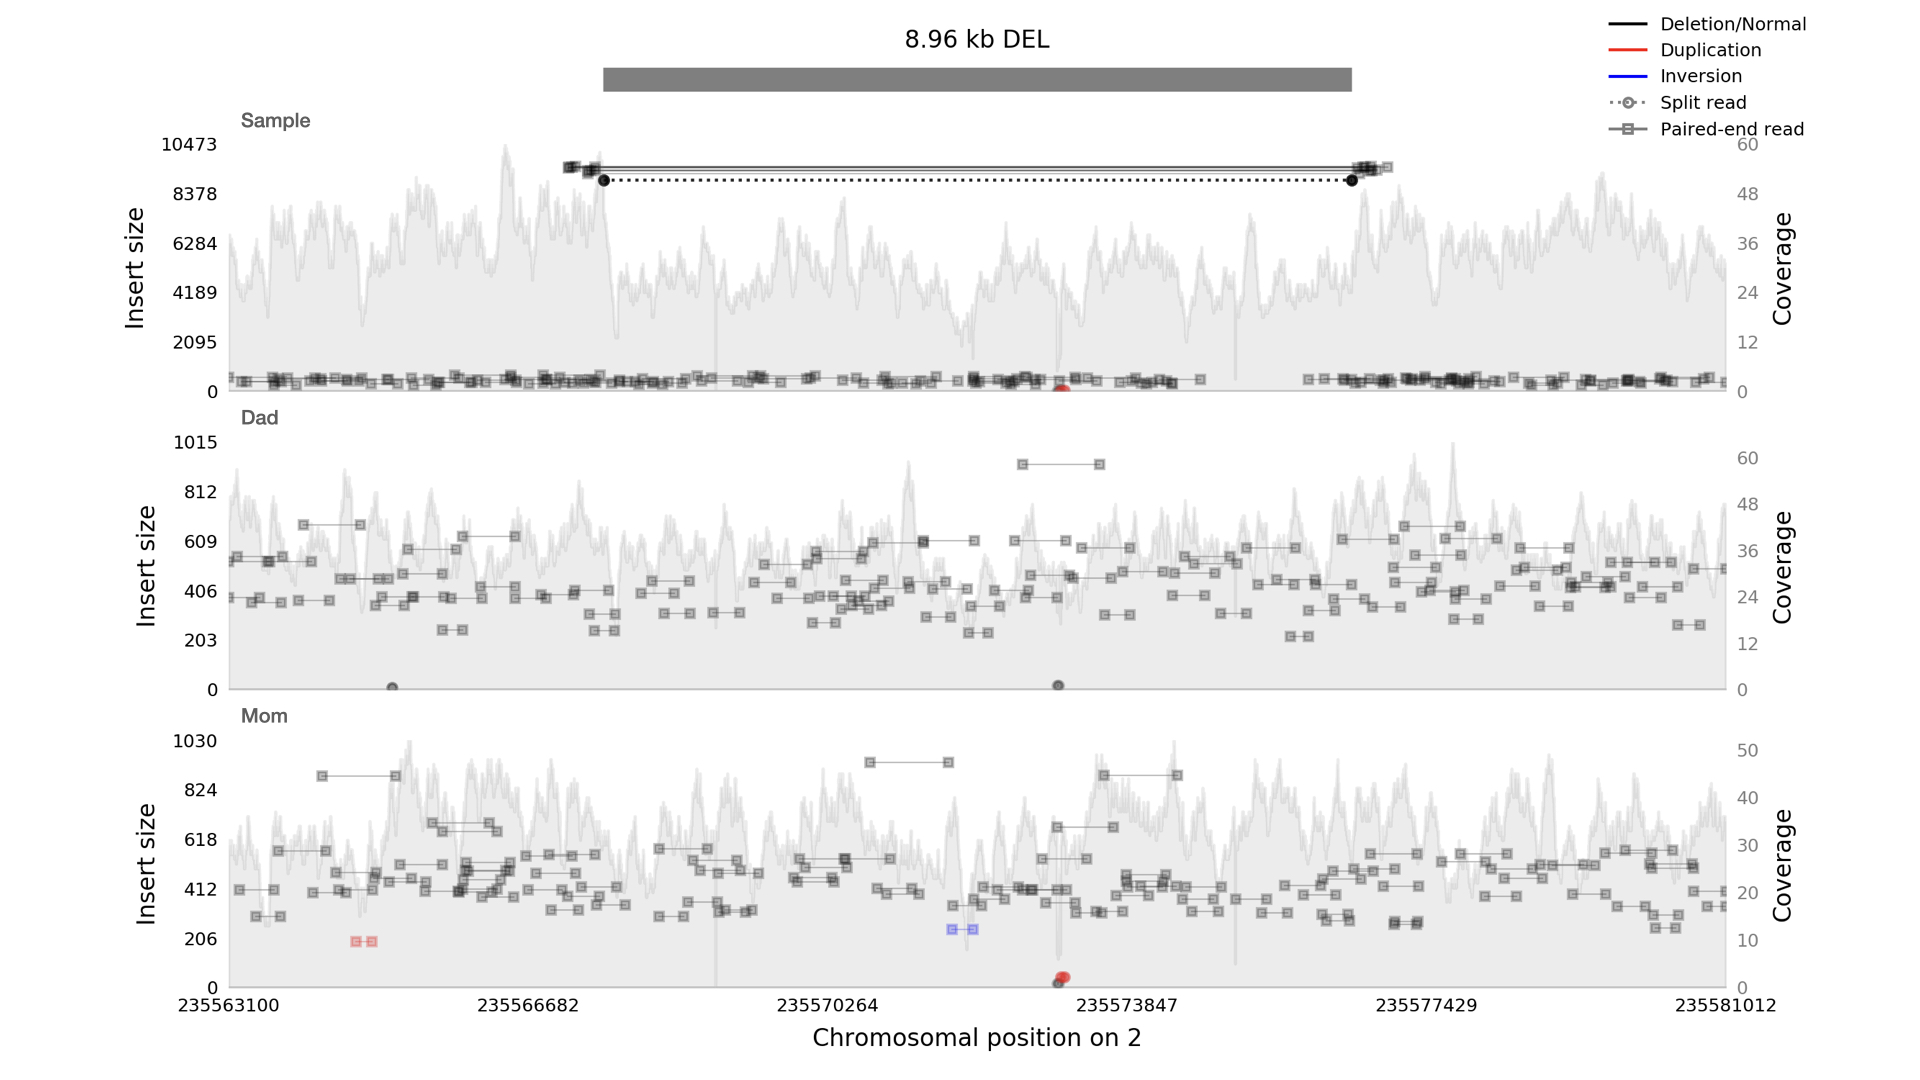 8.96 kb DEL
Deletion/Normal
Duplication
Inversion
Split read
Paired-end read
Sample
10473
8378
6284
4189
2095
0
Insert size
60
48
36
24
12
0
Coverage
Dad
1015
812
609
406
203
0
Insert size
60
48
36
24
12
0
Coverage
Mom
1030
824
618
412
206
0
Insert size
50
40
30
20
10
0
Coverage
235563100 235566682 235570264 235573847 235577429 235581012
Chromosomal position on 2